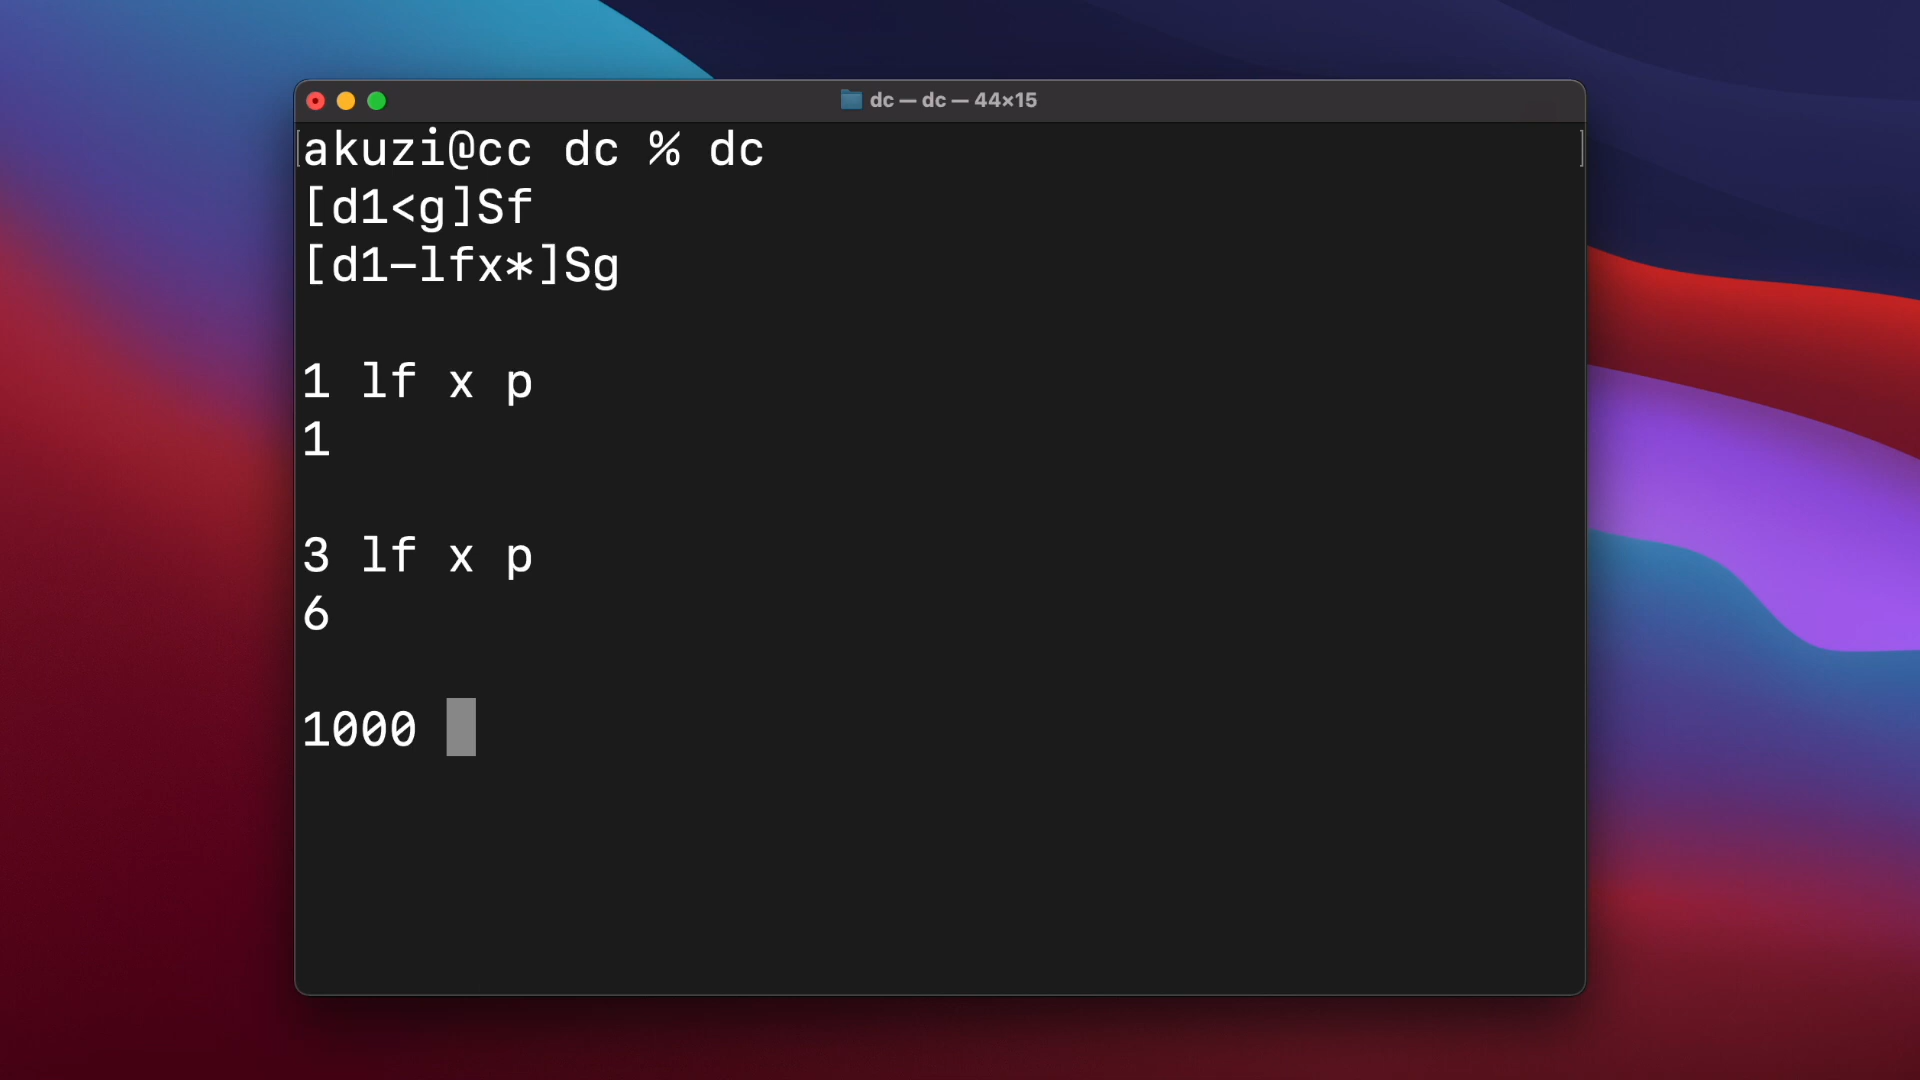 dc — dc — 44×15
akuzi@cc dc % dc
[d1<g]Sf
[d1-lfx*]Sg
1 lf x p
1
3 lf x p
6
1000